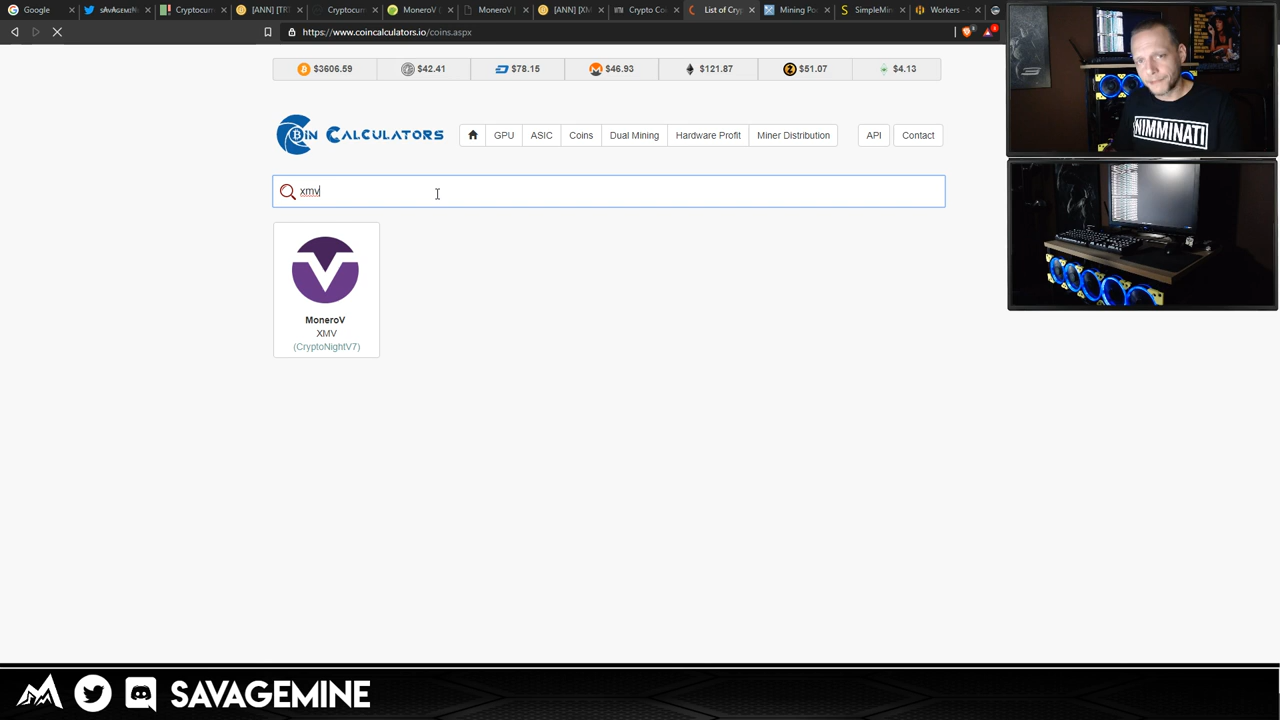 Google
sAvAGEMINE
Cryptocur
[ANN] [TR
Cryptocur
MoneroV (
MoneroV |
[ANN] [XM
Crypto Co
List of Cryp
Mining Po
SimpleMin
Workers -
https://www.coincalculators.io/coins.aspx
$3606.59
$42.41
$78.15
$46.93
$121.87
$51.07
$4.13
COIN CALCULATORS
GPU
ASIC
Coins
Dual Mining
Hardware Profit
Miner Distribution
API
Contact
xmv
MoneroV
XMV
(CryptoNightV7)
NIMMINATI
SAVAGEMINE